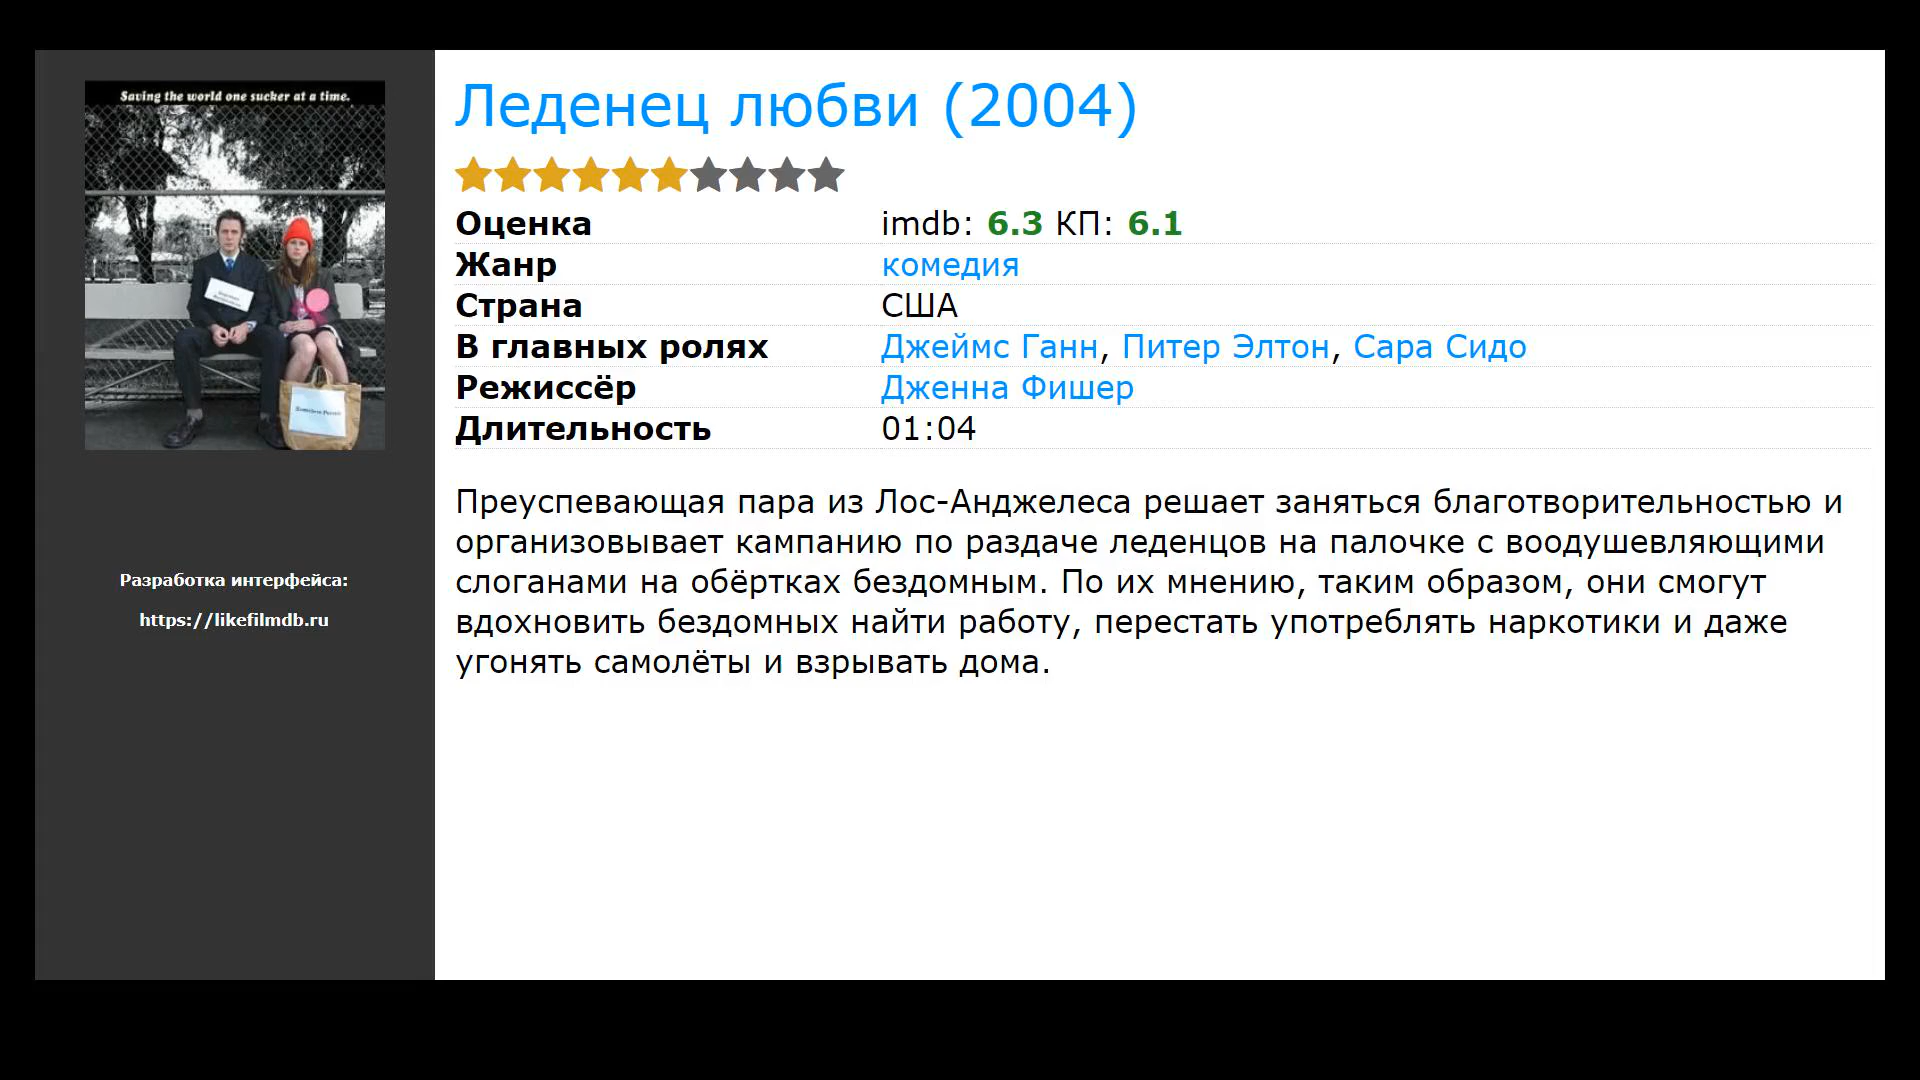 Saving the world one sucker at a time.
Леденец любви (2004)
Оценка imdb: 6.3 КП: 6.1
Жанр комедия
Страна США
В главных ролях Джеймс Ганн, Питер Элтон, Сара Сидо
Режиссёр Дженна Фишер
Длительность 01:04
Преуспевающая пара из Лос-Анджелеса решает заняться благотворительностью и
организовывает кампанию по раздаче леденцов на палочке с воодушевляющими
слоганами на обёртках бездомным. По их мнению, таким образом, они смогут
вдохновить бездомных найти работу, перестать употреблять наркотики и даже
угонять самолёты и взрывать дома.
Разработка интерфейса:
https://likefilmdb.ru